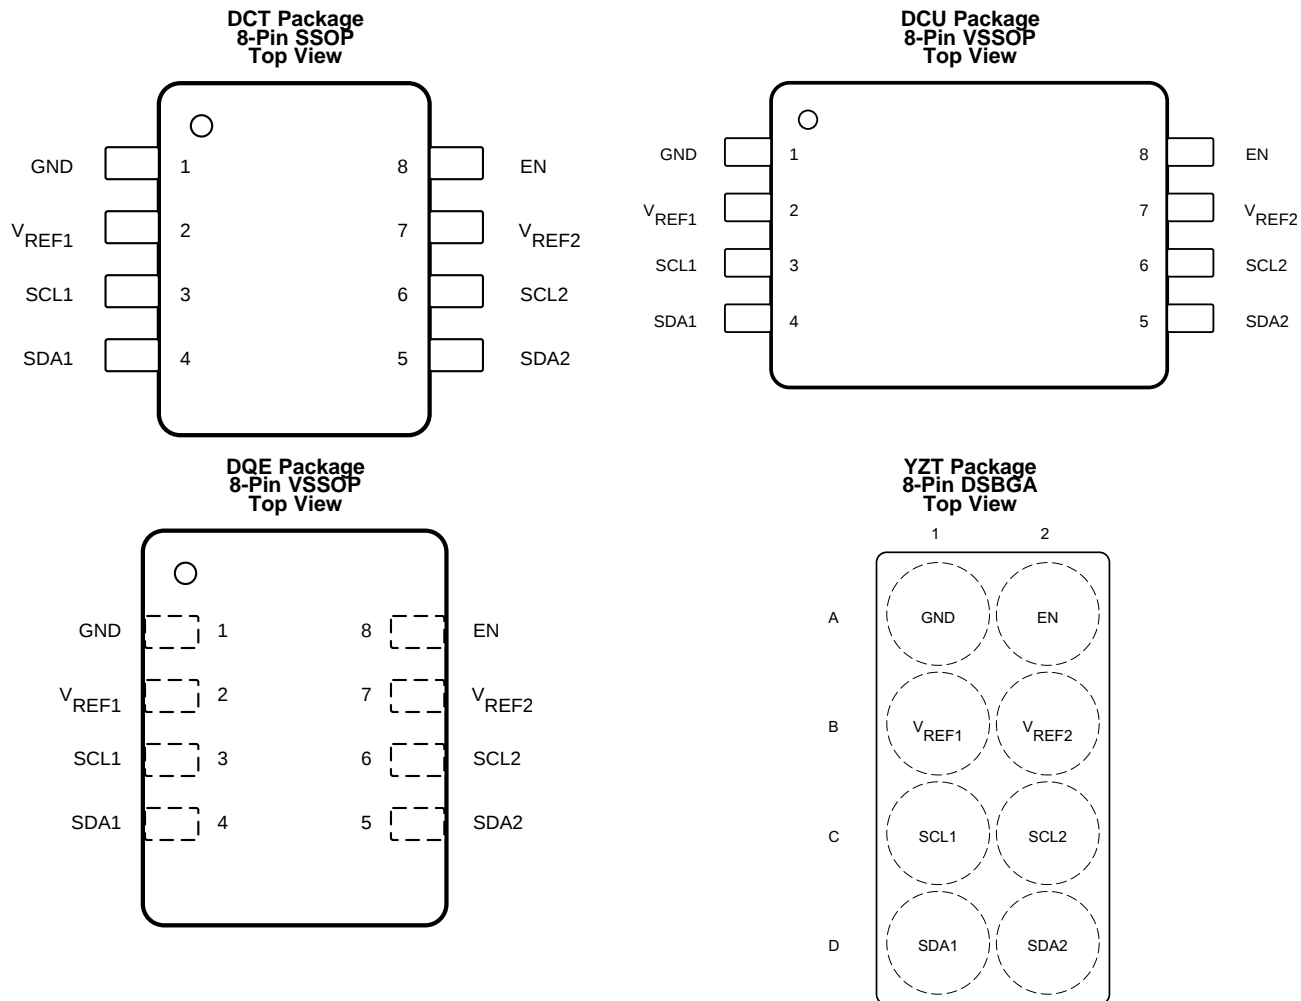 DCT Package
8-Pin SSOP
Top View
GND 1 8 EN
VREF1 2 7 VREF2
SCL1 3 6 SCL2
SDA1 4 5 SDA2
DCU Package
8-Pin VSSOP
Top View
GND 1 8 EN
VREF1 2 7 VREF2
SCL1 3 6 SCL2
SDA1 4 5 SDA2
DQE Package
8-Pin VSSOP
Top View
GND 1 8 EN
VREF1 2 7 VREF2
SCL1 3 6 SCL2
SDA1 4 5 SDA2
YZT Package
8-Pin DSBGA
Top View
1 2
A GND EN
B VREF1 VREF2
C SCL1 SCL2
D SDA1 SDA2